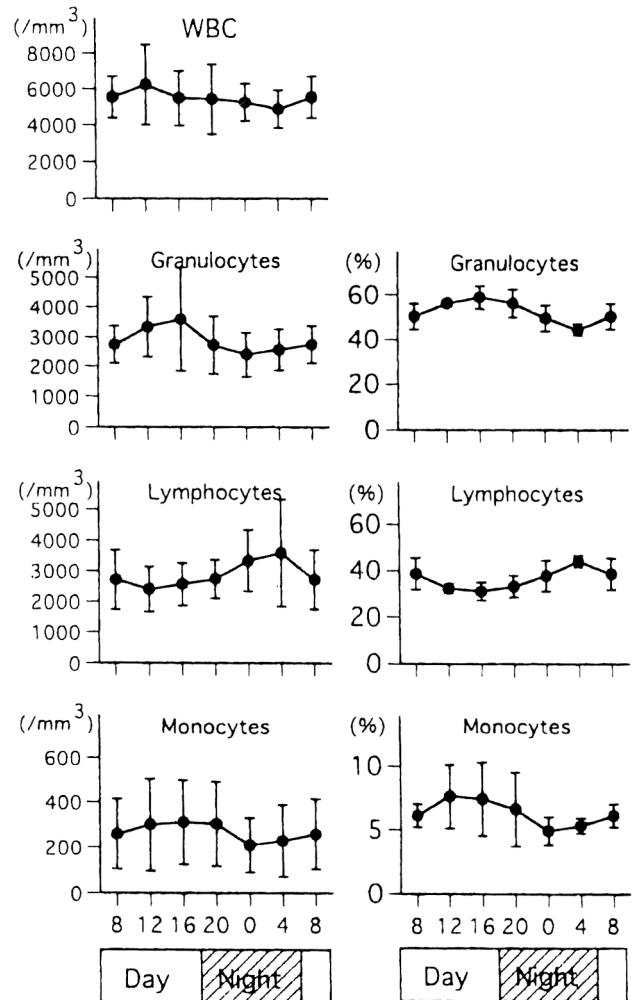 (/mm3) WBC
8000
6000
4000
2000
0
(/mm3) Granulocytes
5000
4000
3000
2000
1000
0
(%) Granulocytes
60
40
20
0
(/mm3) Lymphocytes
5000
4000
3000
2000
1000
0
(%) Lymphocytes
60
40
20
0
(/mm3) Monocytes
600
400
200
0
8 12 16 20 0 4 8
Day Night
(%) Monocytes
10
5
0
8 12 16 20 0 4 8
Day Night